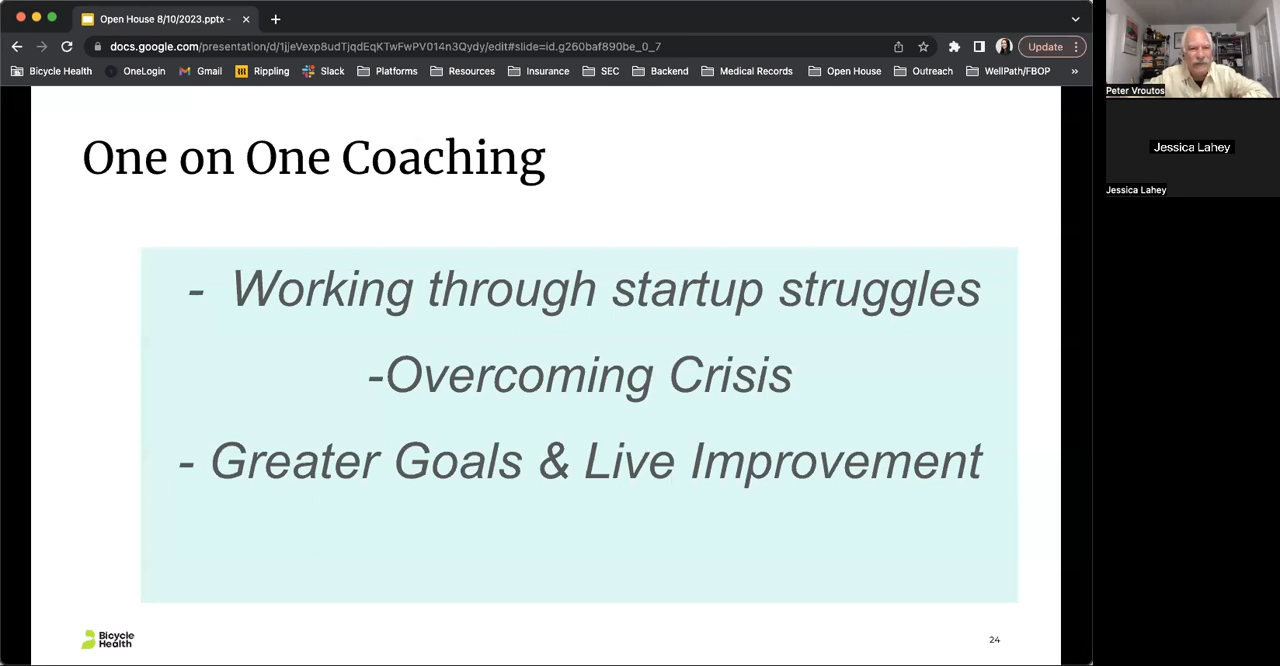 Open House 8/10/2023.pptx -
docs.google.com/presentation/d/1jjeVexp8udTjqdEqKTwFwPV014n3Qydy/edit#slide=id.g260baf890be_0_7
Update
Bicycle Health OneLogin Gmail Rippling Slack Platforms Resources Insurance SEC Backend Medical Records Open House Outreach WellPath/FBOP »
Peter Vroutos
Jessica Lahey
Jessica Lahey
One on One Coaching
- Working through startup struggles
-Overcoming Crisis
- Greater Goals & Live Improvement
Bicycle
Health
24